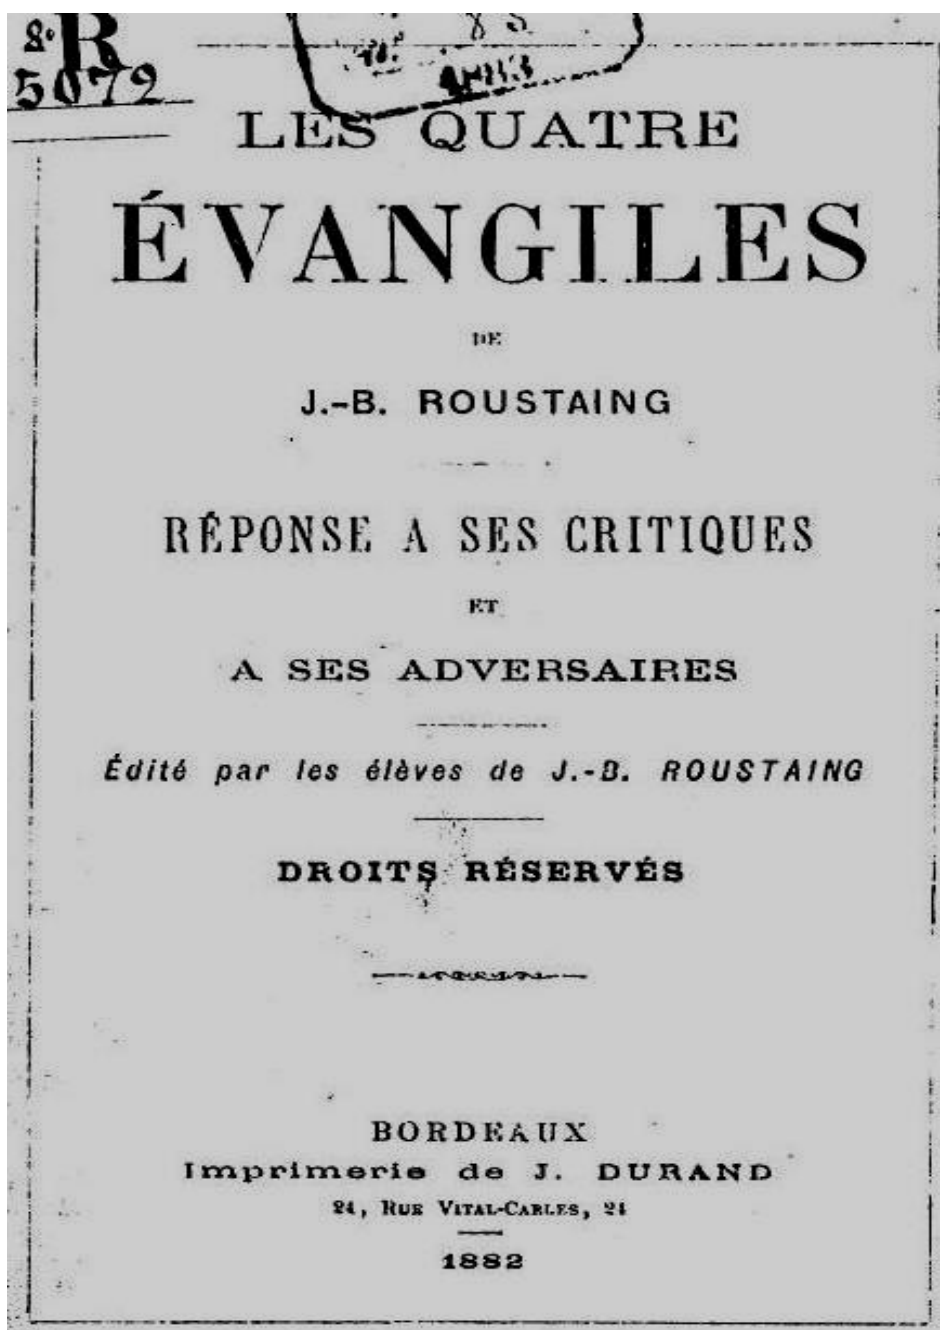 8° R
5072
LES QUATRE
ÉVANGILES
DE
J.-B. ROUSTAING
RÉPONSE A SES CRITIQUES
ET
A SES ADVERSAIRES
Édité par les élèves de J.-B. ROUSTAING
DROITS RÉSERVÉS
BORDEAUX
Imprimerie de J. DURAND
24, RUE VITAL-CARLES, 24
1882